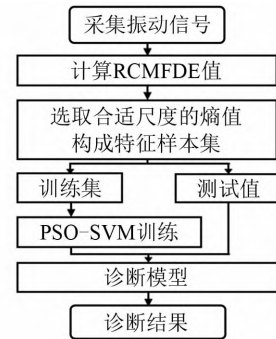 采集振动信号
计算RCMFDE值
选取合适尺度的熵值
构成特征样本集
训练集
测试值
PSO-SVM训练
诊断模型
诊断结果